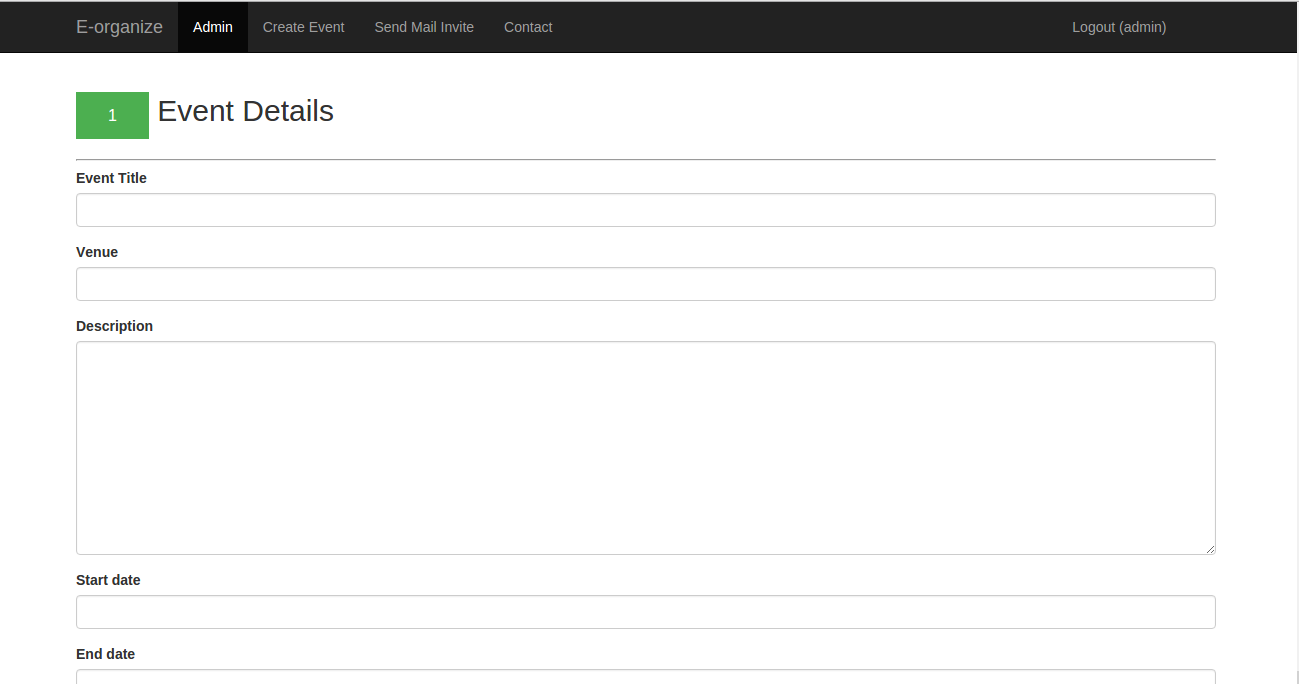 E-organize Admin Create Event Send Mail Invite Contact Logout (admin)
1 Event Details
Event Title
Venue
Description
Start date
End date